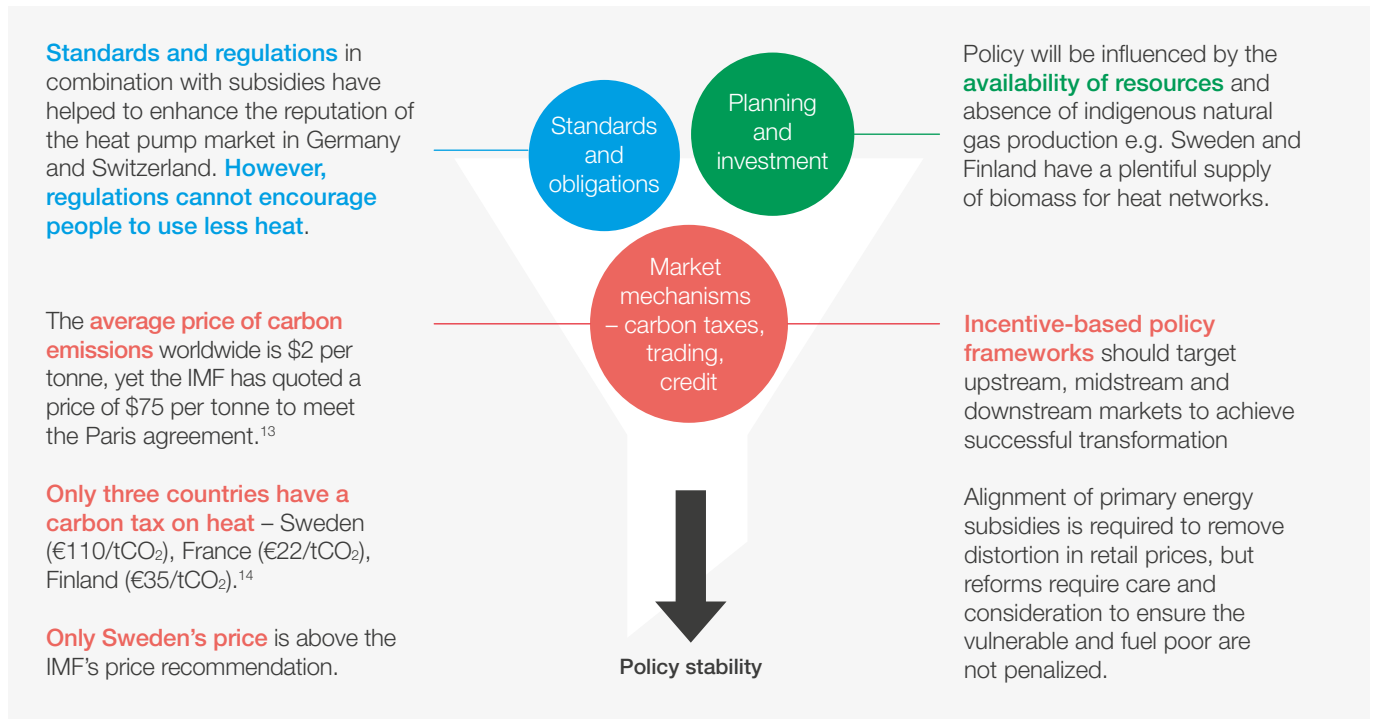 Standards and regulations in
combination with subsidies have
helped to enhance the reputation of
the heat pump market in Germany
and Switzerland. However,
regulations cannot encourage
people to use less heat.
The average price of carbon
emissions worldwide is $2 per
tonne, yet the IMF has quoted a
price of $75 per tonne to meet
the Paris agreement.¹³
Only three countries have a
carbon tax on heat – Sweden
(€110/tCO₂), France (€22/tCO₂),
Finland (€35/tCO₂).¹⁴
Only Sweden’s price is above the
IMF’s price recommendation.
Standards
and
obligations
Planning
and
investment
Market
mechanisms
– carbon taxes,
trading,
credit
Policy stability
Policy will be influenced by the
availability of resources and
absence of indigenous natural
gas production e.g. Sweden and
Finland have a plentiful supply
of biomass for heat networks.
Incentive-based policy
frameworks should target
upstream, midstream and
downstream markets to achieve
successful transformation
Alignment of primary energy
subsidies is required to remove
distortion in retail prices, but
reforms require care and
consideration to ensure the
vulnerable and fuel poor are
not penalized.